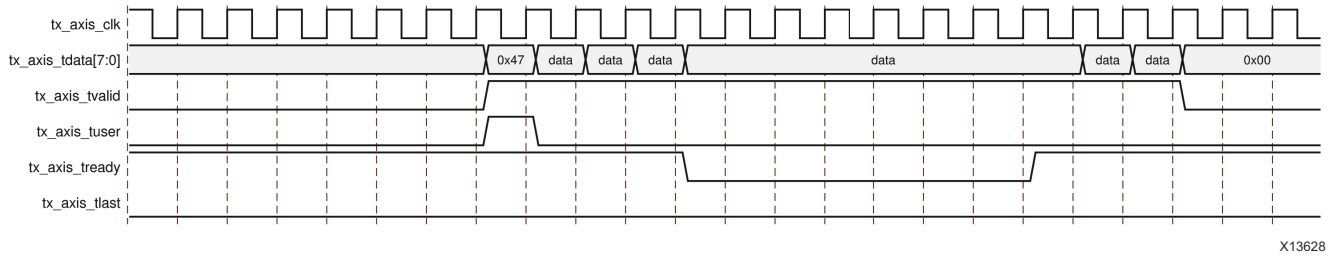 tx_axis_clk
tx_axis_tdata[7:0] 0x47 data data data data data data 0x00
tx_axis_tvalid
tx_axis_tuser
tx_axis_tready
tx_axis_tlast
X13628